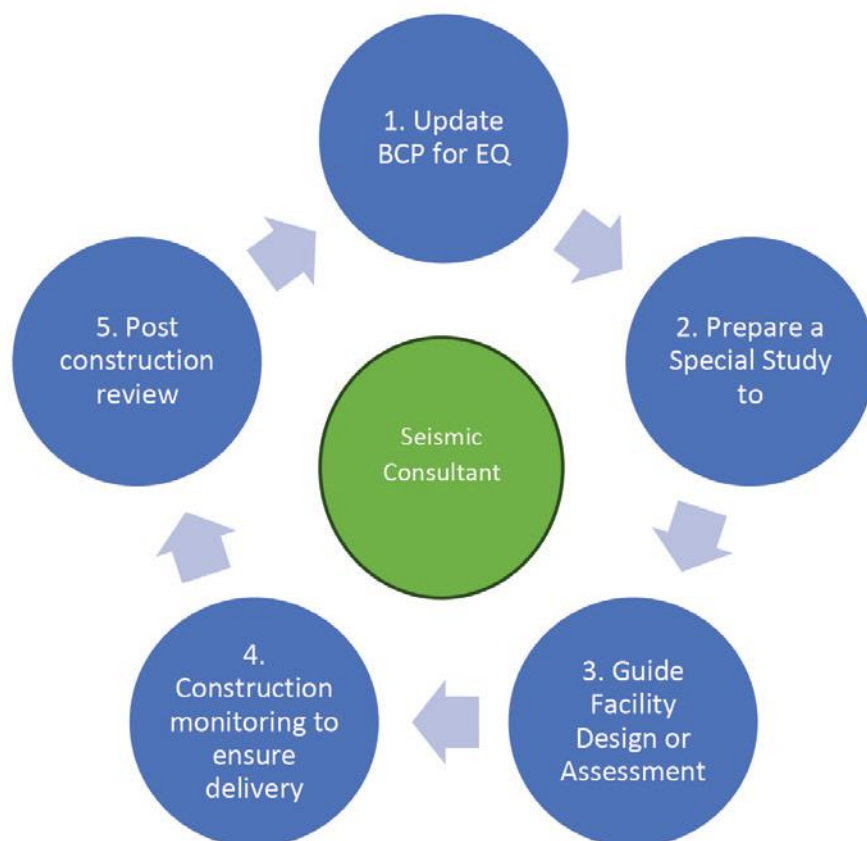 1. Update
BCP for EQ
2. Prepare a
Special Study
to
3. Guide
Facility
Design or
Assessment
4.
Construction
monitoring to
ensure
delivery
5. Post
construction
review
Seismic
Consultant